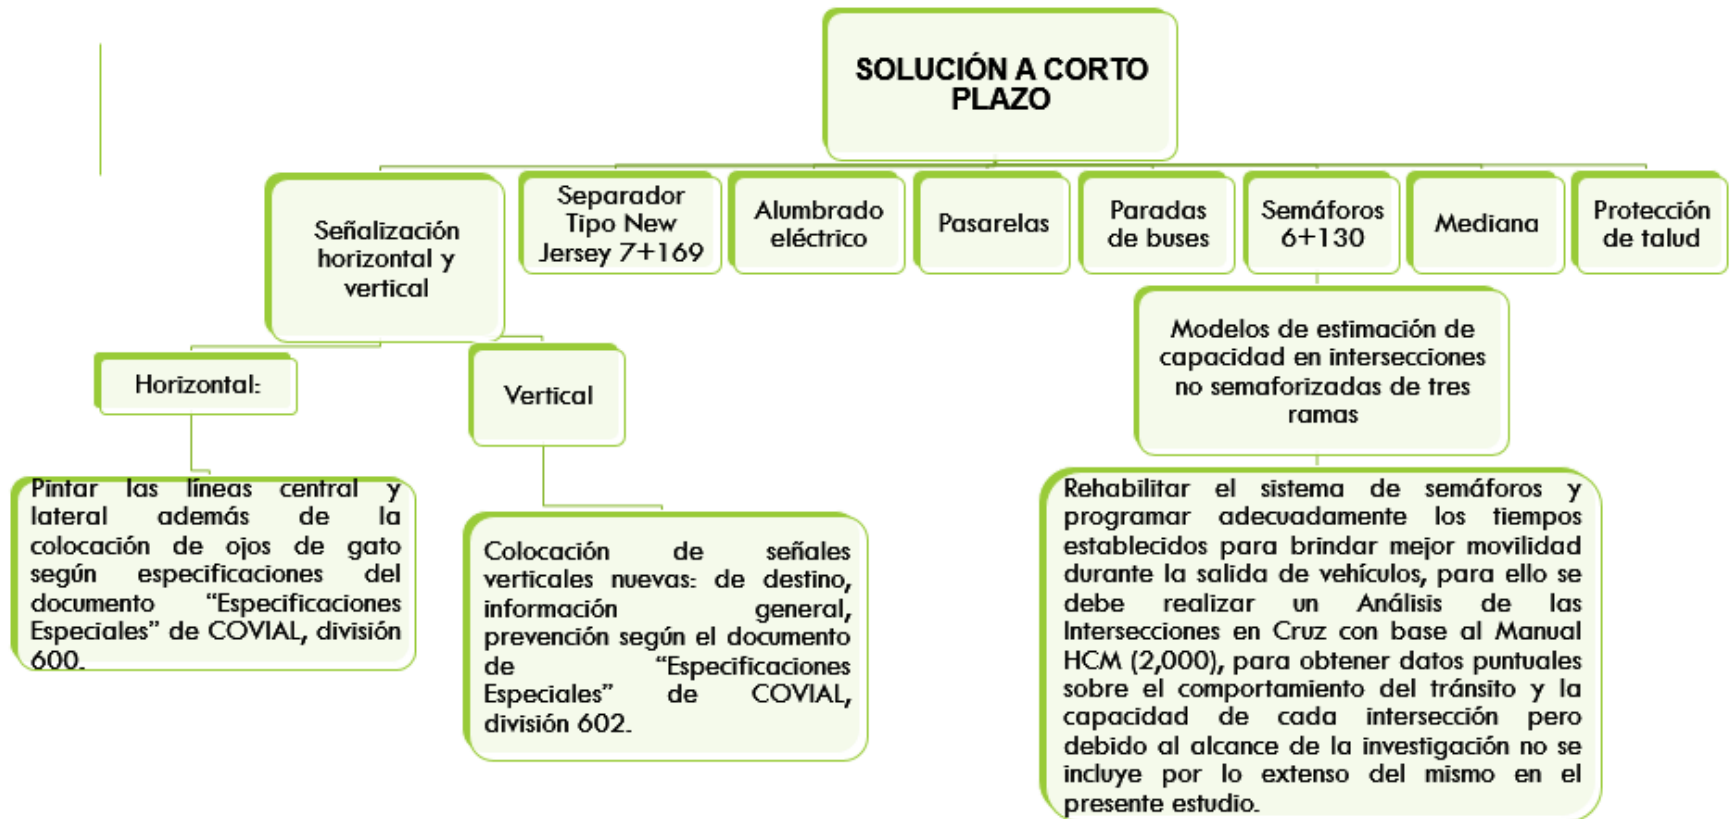 SOLUCIÓN A CORTO
PLAZO
Señalización
horizontal y
vertical
Separador
Tipo New
Jersey 7+169
Alumbrado
eléctrico
Pasarelas
Paradas
de buses
Semáforos
6+130
Mediana
Protección
de talud
Horizontal:
Vertical
Modelos de estimación de
capacidad en intersecciones
no semaforizadas de tres
ramas
Pintar las líneas central y
lateral además de la
colocación de ojos de gato
según especificaciones del
documento “Especificaciones
Especiales” de COVIAL, división
600.
Colocación de señales
verticales nuevas: de destino,
información general,
prevención según el documento
de “Especificaciones
Especiales” de COVIAL,
división 602.
Rehabilitar el sistema de semáforos y
programar adecuadamente los tiempos
establecidos para brindar mejor movilidad
durante la salida de vehículos, para ello se
debe realizar un Análisis de las
Intersecciones en Cruz con base al Manual
HCM (2,000), para obtener datos puntuales
sobre el comportamiento del tránsito y la
capacidad de cada intersección pero
debido al alcance de la investigación no se
incluye por lo extenso del mismo en el
presente estudio.